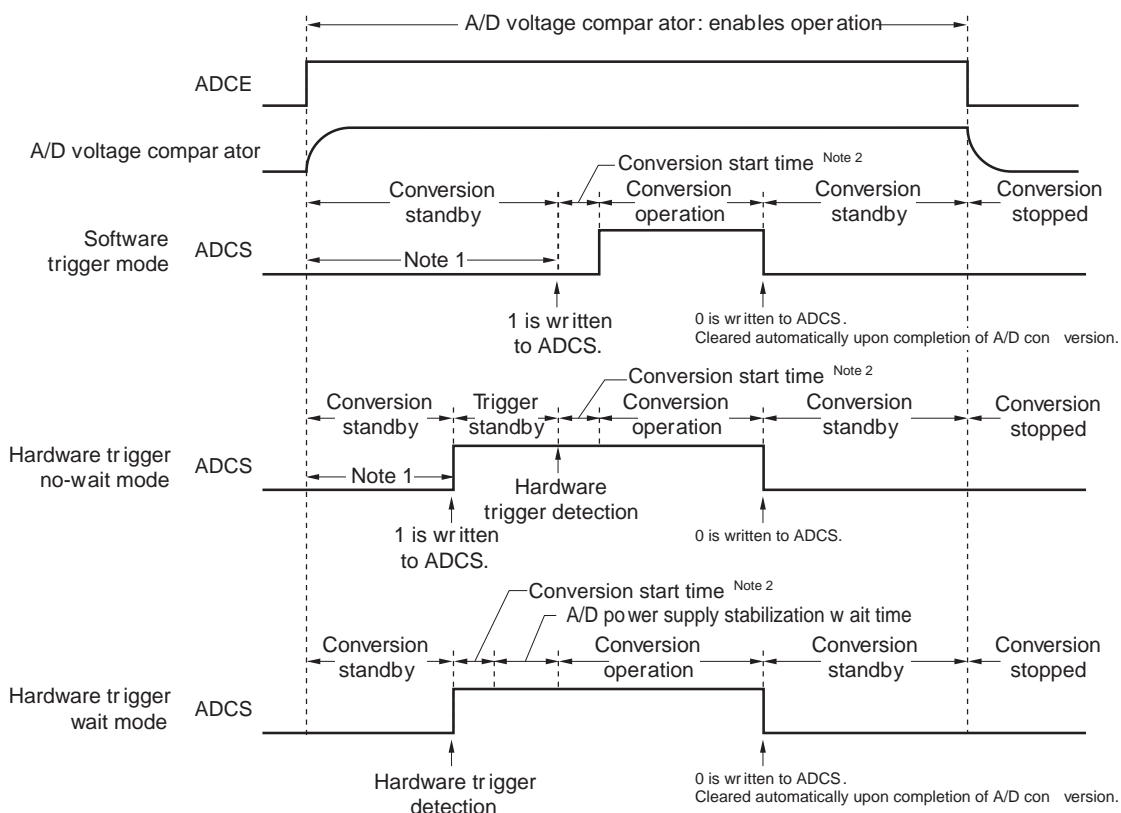 A/D voltage compar ator: enables operation
ADCE
A/D voltage compar ator
Conversion start time Note 2
Conversion
standby
Conversion
operation
Conversion
standby
Conversion
stopped
Software
trigger mode
ADCS
Note 1
1 is wr itten
to ADCS.
0 is wr itten to ADCS.
Cleared automatically upon completion of A/D con version.
Conversion start time Note 2
Conversion
standby
Trigger
standby
Conversion
operation
Conversion
standby
Conversion
stopped
Hardware trigger
no-wait mode
ADCS
Note 1
Hardware
trigger detection
1 is wr itten
to ADCS.
0 is written to ADCS.
Conversion start time Note 2
A/D po wer supply stabilization w ait time
Conversion
standby
Conversion
operation
Conversion
standby
Conversion
stopped
Hardware tr igger
wait mode
ADCS
Hardware tr igger
detection
0 is wr itten to ADCS.
Cleared automatically upon completion of A/D con version.